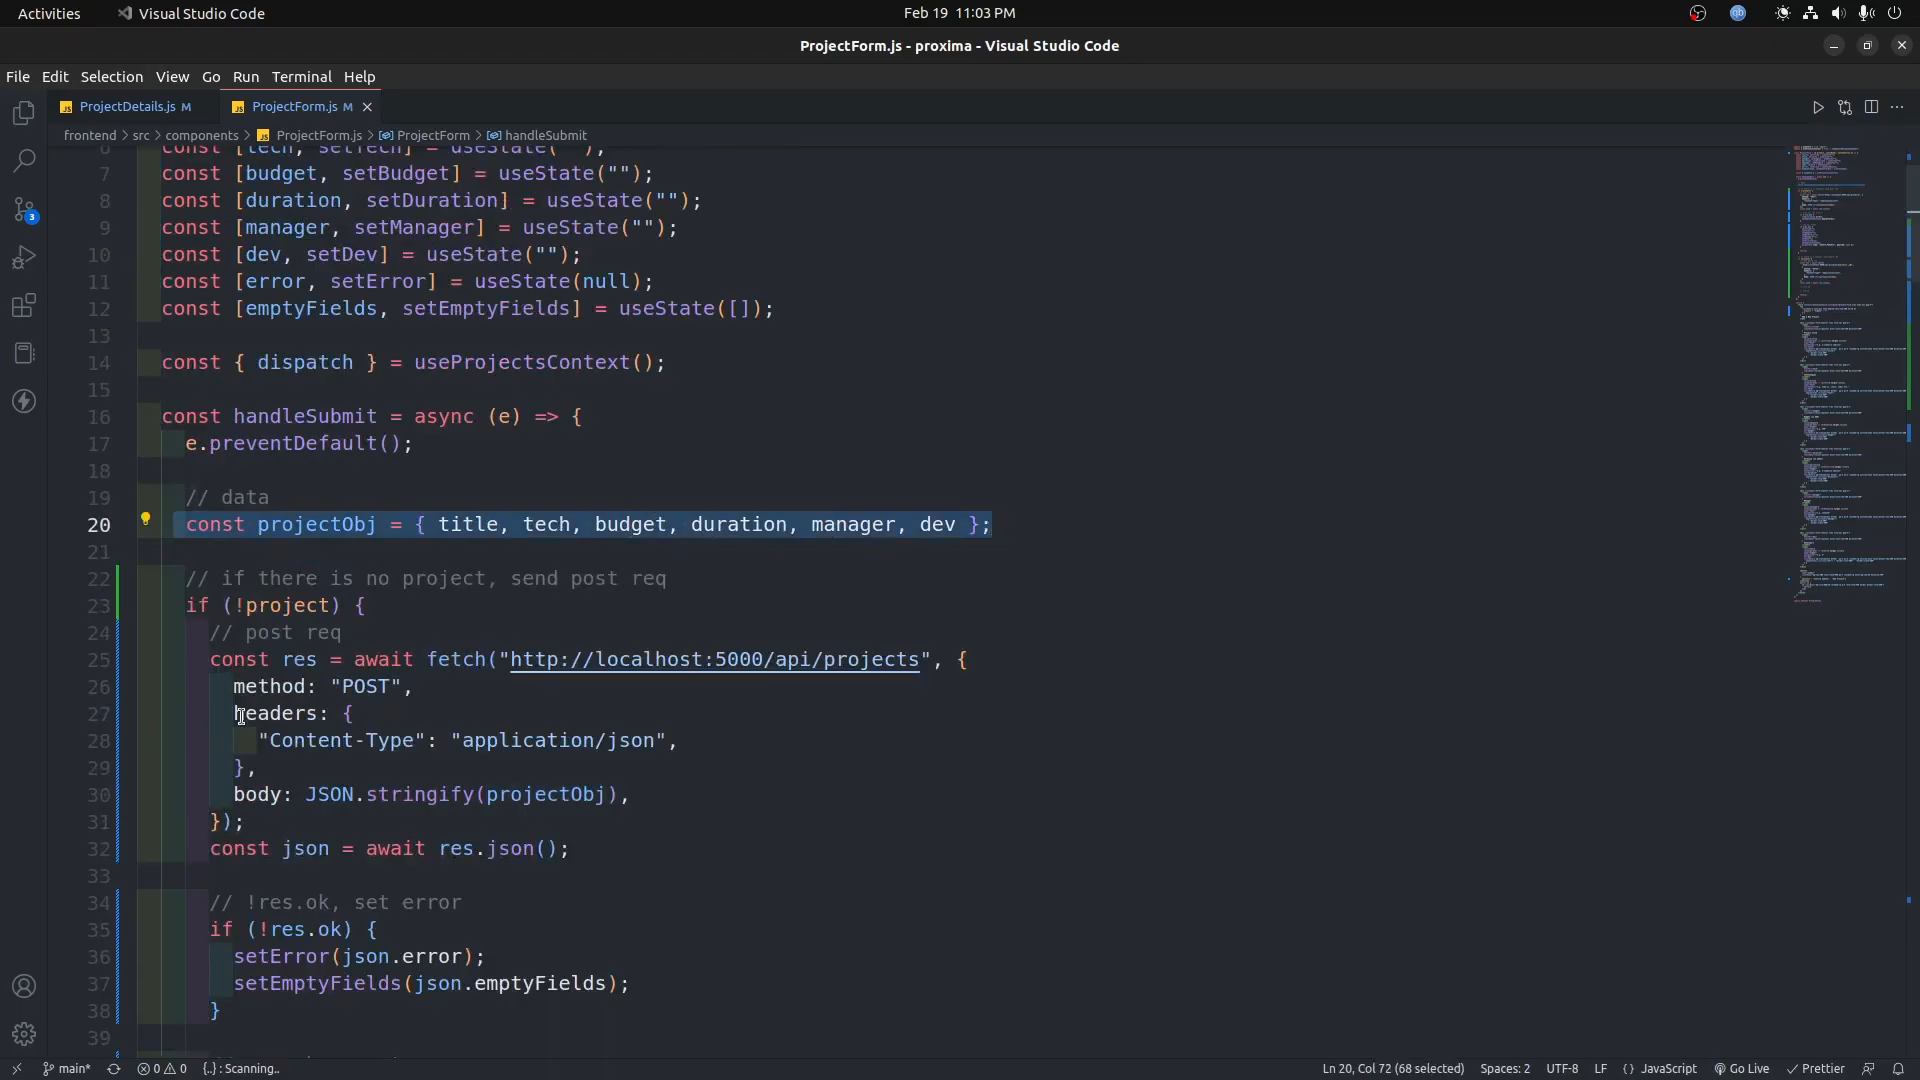 Activities Visual Studio Code Feb 19 11:03 PM
ProjectForm.js - proxima - Visual Studio Code
File Edit Selection View Go Run Terminal Help
JS ProjectDetails.js M JS ProjectForm.js M
frontend > src > components > JS ProjectForm.js > ProjectForm > handleSubmit
6 const [tech, setTech] = useState("");
7 const [budget, setBudget] = useState("");
8 const [duration, setDuration] = useState("");
9 const [manager, setManager] = useState("");
10 const [dev, setDev] = useState("");
11 const [error, setError] = useState(null);
12 const [emptyFields, setEmptyFields] = useState([]);
13
14 const { dispatch } = useProjectsContext();
15
16 const handleSubmit = async (e) => {
17 e.preventDefault();
18
19 // data
20 const projectObj = { title, tech, budget, duration, manager, dev };
21
22 // if there is no project, send post req
23 if (!project) {
24 // post req
25 const res = await fetch("http://localhost:5000/api/projects", {
26 method: "POST",
27 headers: {
28 "Content-Type": "application/json",
29 },
30 body: JSON.stringify(projectObj),
31 });
32 const json = await res.json();
33
34 // !res.ok, set error
35 if (!res.ok) {
36 setError(json.error);
37 setEmptyFields(json.emptyFields);
38 }
39
3
main* 0 0 {..} : Scanning.. Ln 20, Col 72 (68 selected) Spaces: 2 UTF-8 LF {} JavaScript Go Live Prettier